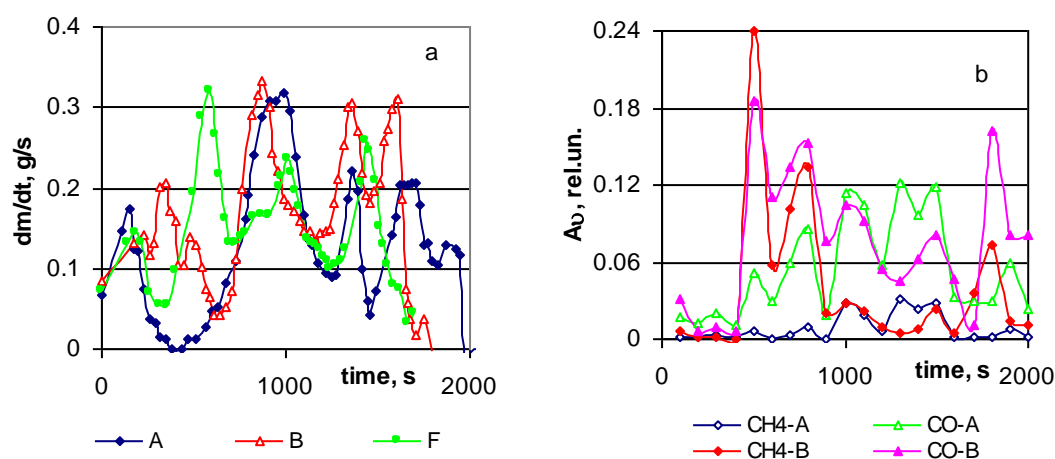 a
dm/dt, g/s
0.4
0.3
0.2
0.1
0
0
1000
2000
time, s
A
B
F
b
Aυ, rel.un.
0.24
0.18
0.12
0.06
0
0
1000
2000
time, s
CH4-A
CO-A
CH4-B
CO-B